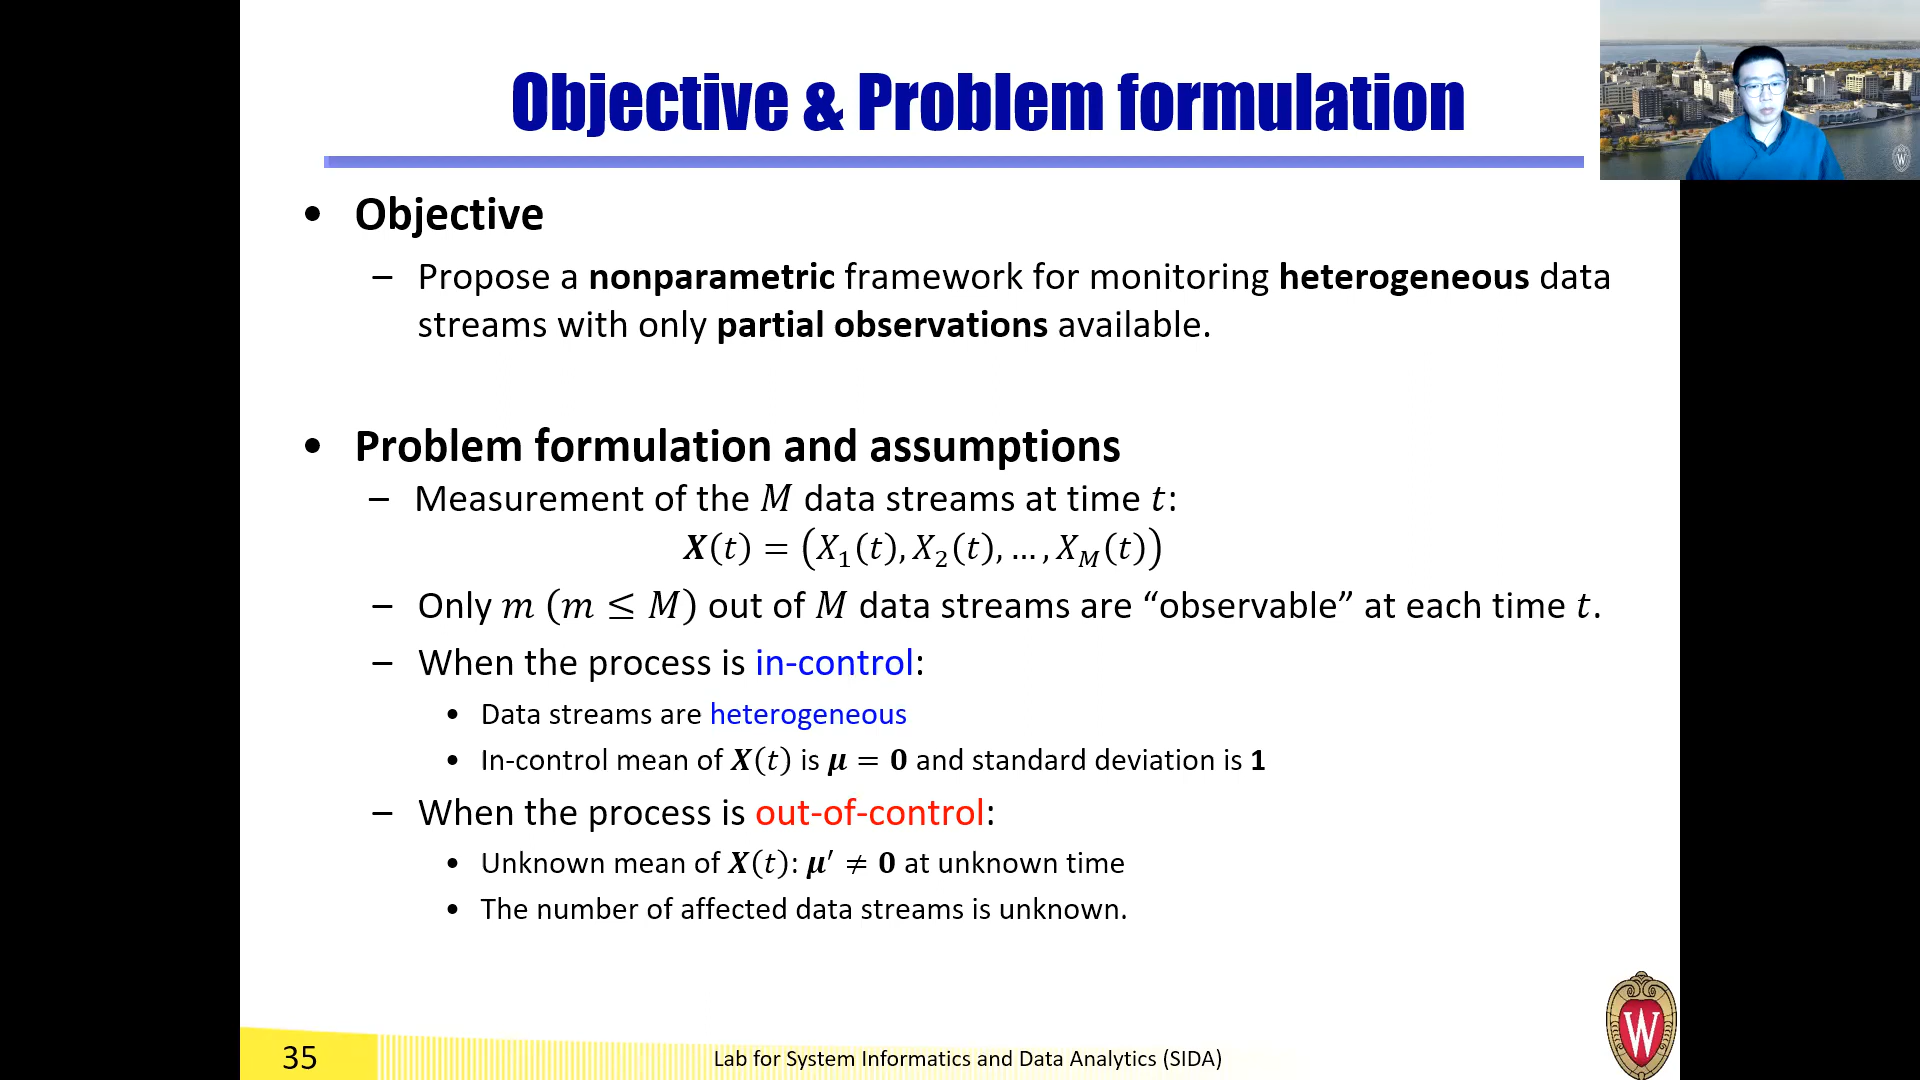 Objective & Problem formulation
• Objective
– Propose a nonparametric framework for monitoring heterogeneous data
streams with only partial observations available.
• Problem formulation and assumptions
– Measurement of the M data streams at time t:
X(t) = (X₁(t), X₂(t), … , X_M(t))
– Only m (m ≤ M) out of M data streams are “observable” at each time t.
– When the process is in-control:
• Data streams are heterogeneous
• In-control mean of X(t) is μ = 0 and standard deviation is 1
– When the process is out-of-control:
• Unknown mean of X(t): μ′ ≠ 0 at unknown time
• The number of affected data streams is unknown.
35
Lab for System Informatics and Data Analytics (SIDA)
W
W